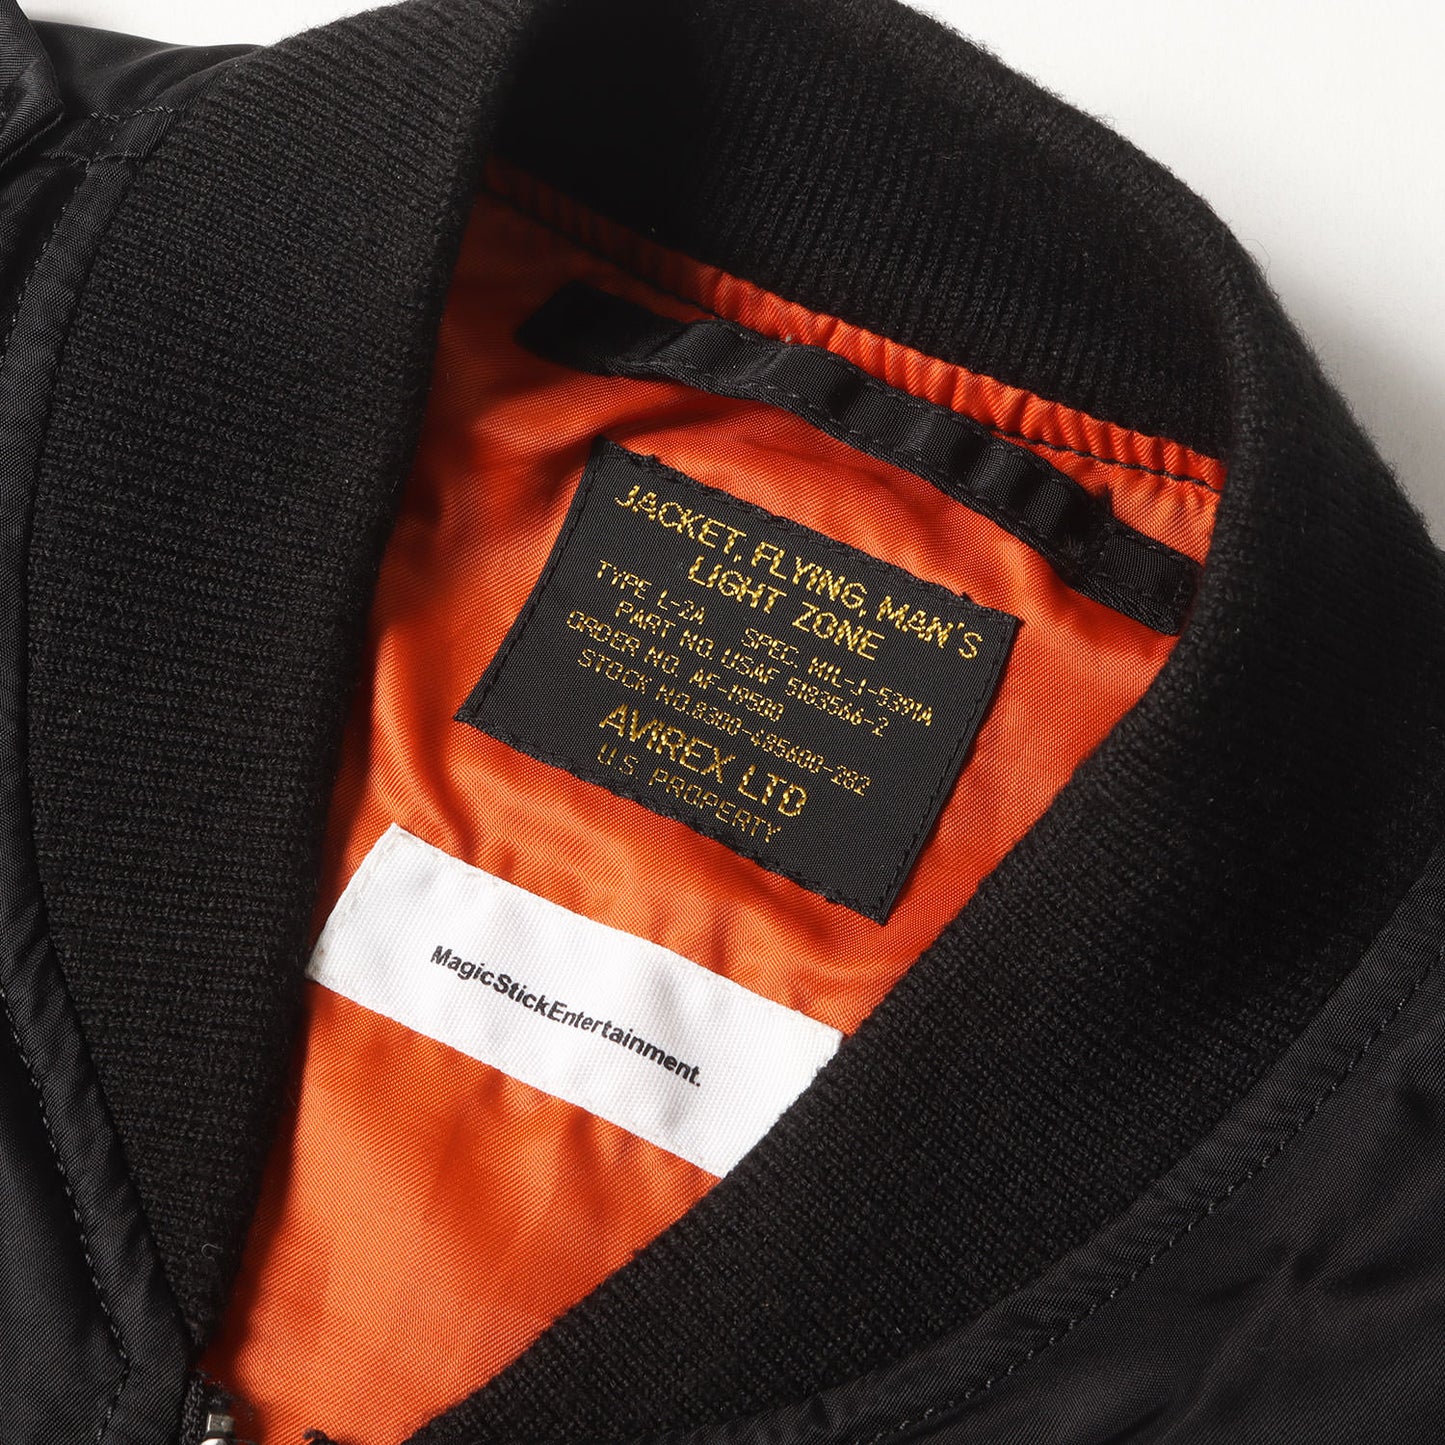 JACKET, FLYING, MAN'S
LIGHT ZONE
TYPE L-2A SPEC. MIL-J-5391A
PART NO. USAF 5183566-2
ORDER NO. AF-19500
STOCK NO.8300-485600-282
AVIREX LTD
U.S. PROPERTY
MagicStickEntertainment.